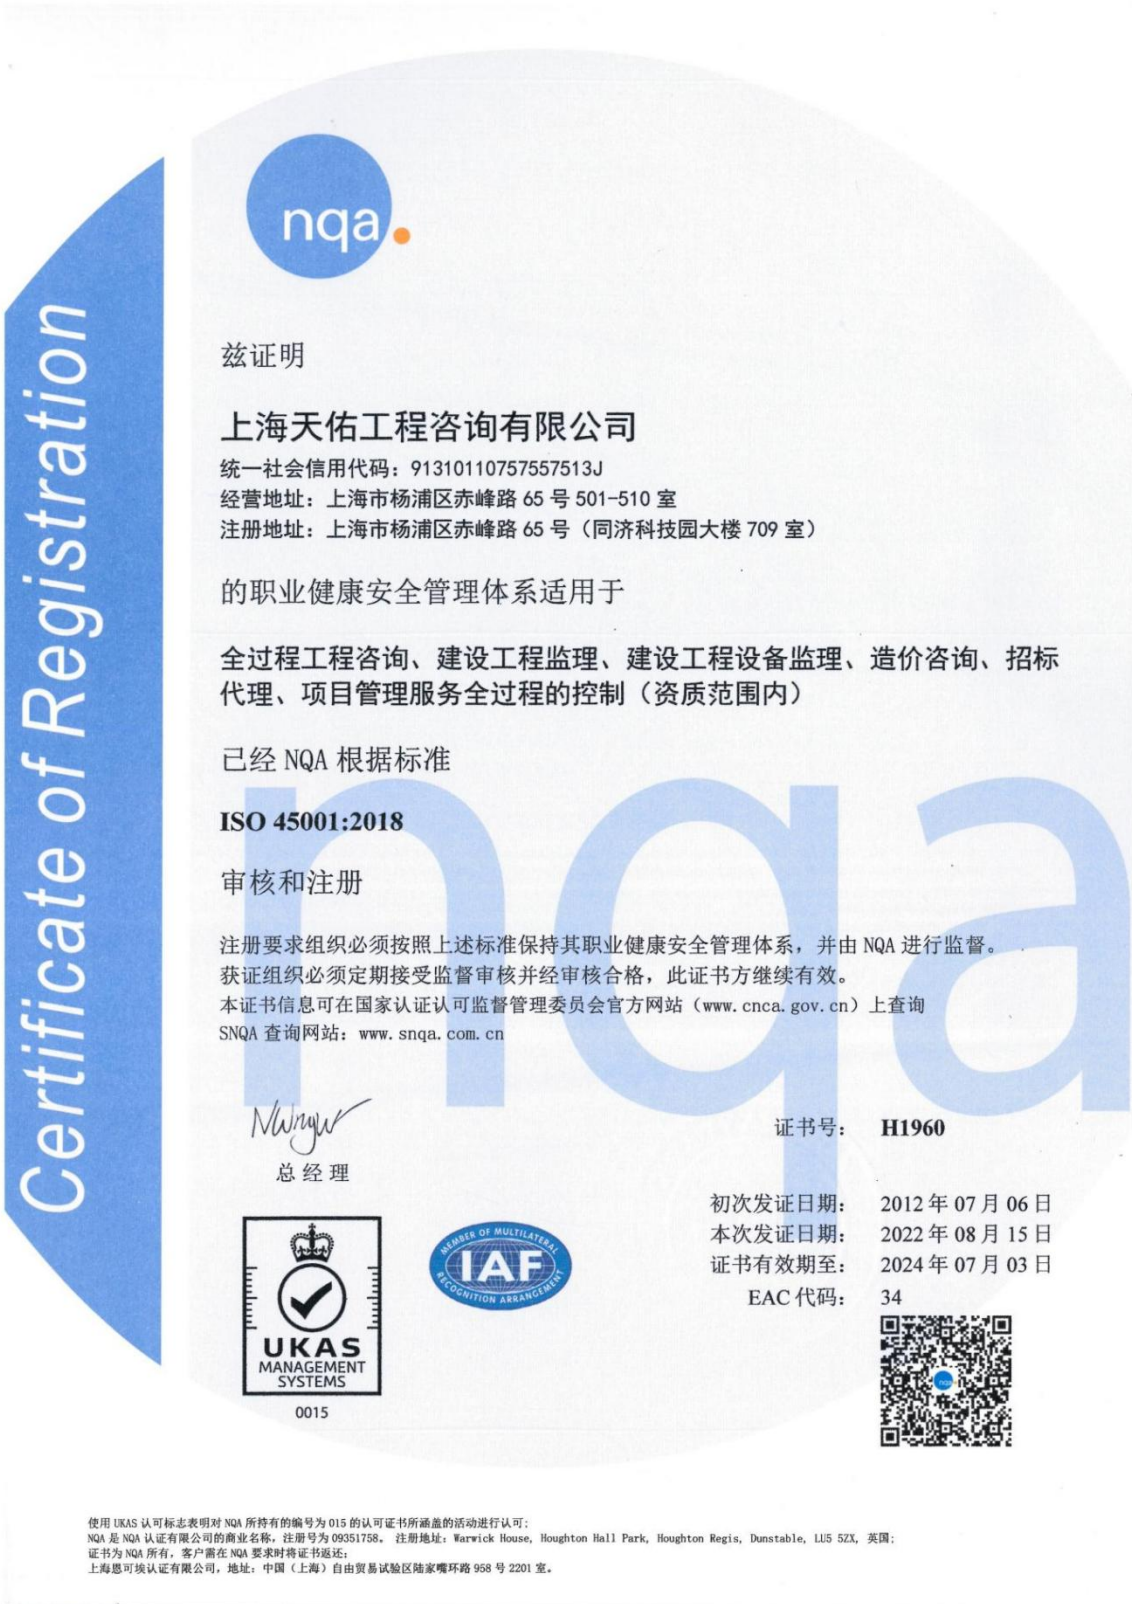 Certificate of Registration
nqa.
兹证明
上海天佑工程咨询有限公司
统一社会信用代码：91310110757557513J
经营地址：上海市杨浦区赤峰路 65 号 501-510 室
注册地址：上海市杨浦区赤峰路 65 号（同济科技园大楼 709 室）
的职业健康安全管理体系适用于
全过程工程咨询、建设工程监理、建设工程设备监理、造价咨询、招标
代理、项目管理服务全过程的控制（资质范围内）
已经 NQA 根据标准
ISO 45001:2018
审核和注册
nqa
注册要求组织必须按照上述标准保持其职业健康安全管理体系，并由 NQA 进行监督。
获证组织必须定期接受监督审核并经审核合格，此证书方继续有效。
本证书信息可在国家认证认可监督管理委员会官方网站（www.cnca.gov.cn）上查询
SNQA 查询网站：www.snqa.com.cn
总 经 理
证书号： H1960
初次发证日期： 2012 年 07 月 06 日
本次发证日期： 2022 年 08 月 15 日
证书有效期至： 2024 年 07 月 03 日
EAC 代码： 34
UKAS
MANAGEMENT
SYSTEMS
0015
MEMBER OF MULTILATERAL
IAF
RECOGNITION ARRANGEMENT
nqa.
使用 UKAS 认可标志表明对 NQA 所持有的编号为 015 的认可证书所涵盖的活动进行认可；
NQA 是 NQA 认证有限公司的商业名称，注册号为 09351758。 注册地址：Warwick House, Houghton Hall Park, Houghton Regis, Dunstable, LU5 5ZX, 英国；
证书为 NQA 所有，客户需在 NQA 要求时将证书返还；
上海恩可埃认证有限公司，地址：中国（上海）自由贸易试验区陆家嘴环路 958 号 2201 室。